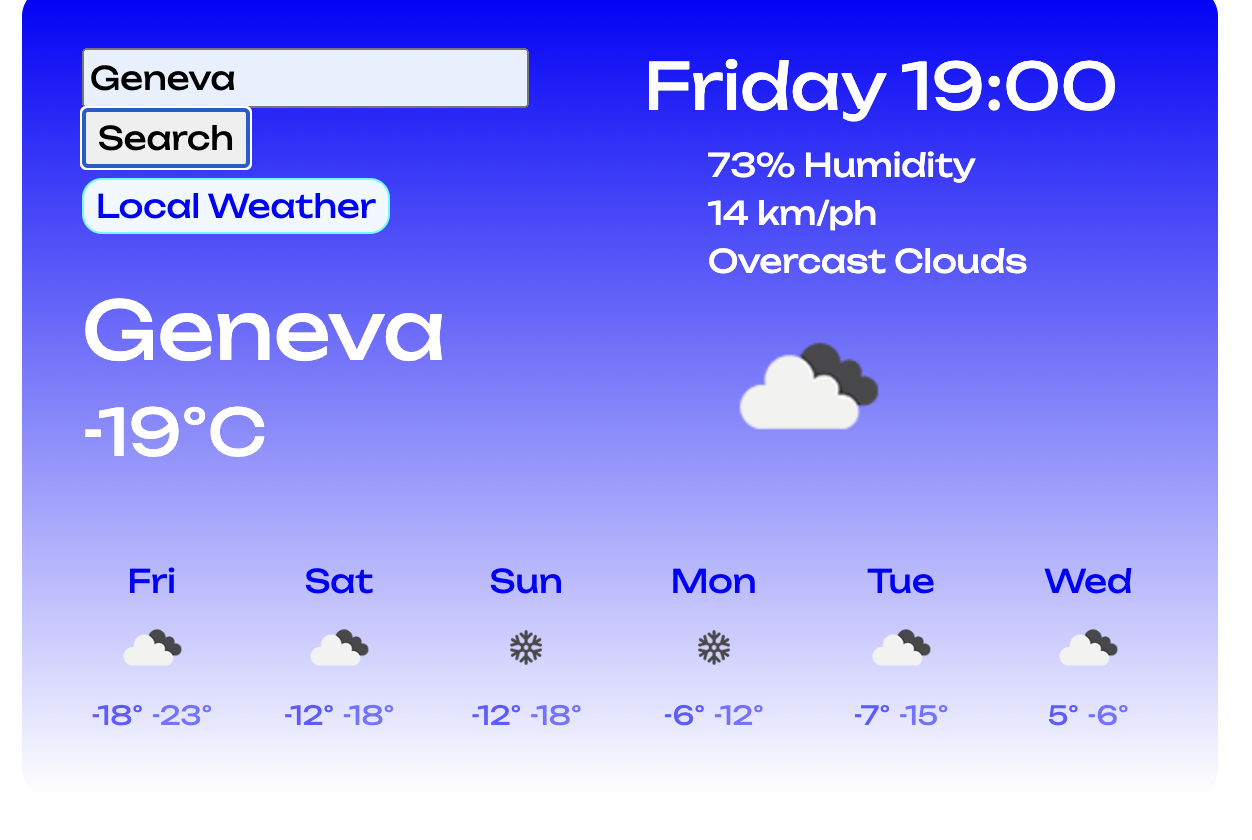 Geneva
Search
Local Weather
Friday 19:00
73% Humidity
14 km/ph
Overcast Clouds
Geneva
-19°C
Fri Sat Sun Mon Tue Wed
-18° -23° -12° -18° -12° -18° -6° -12° -7° -15° 5° -6°